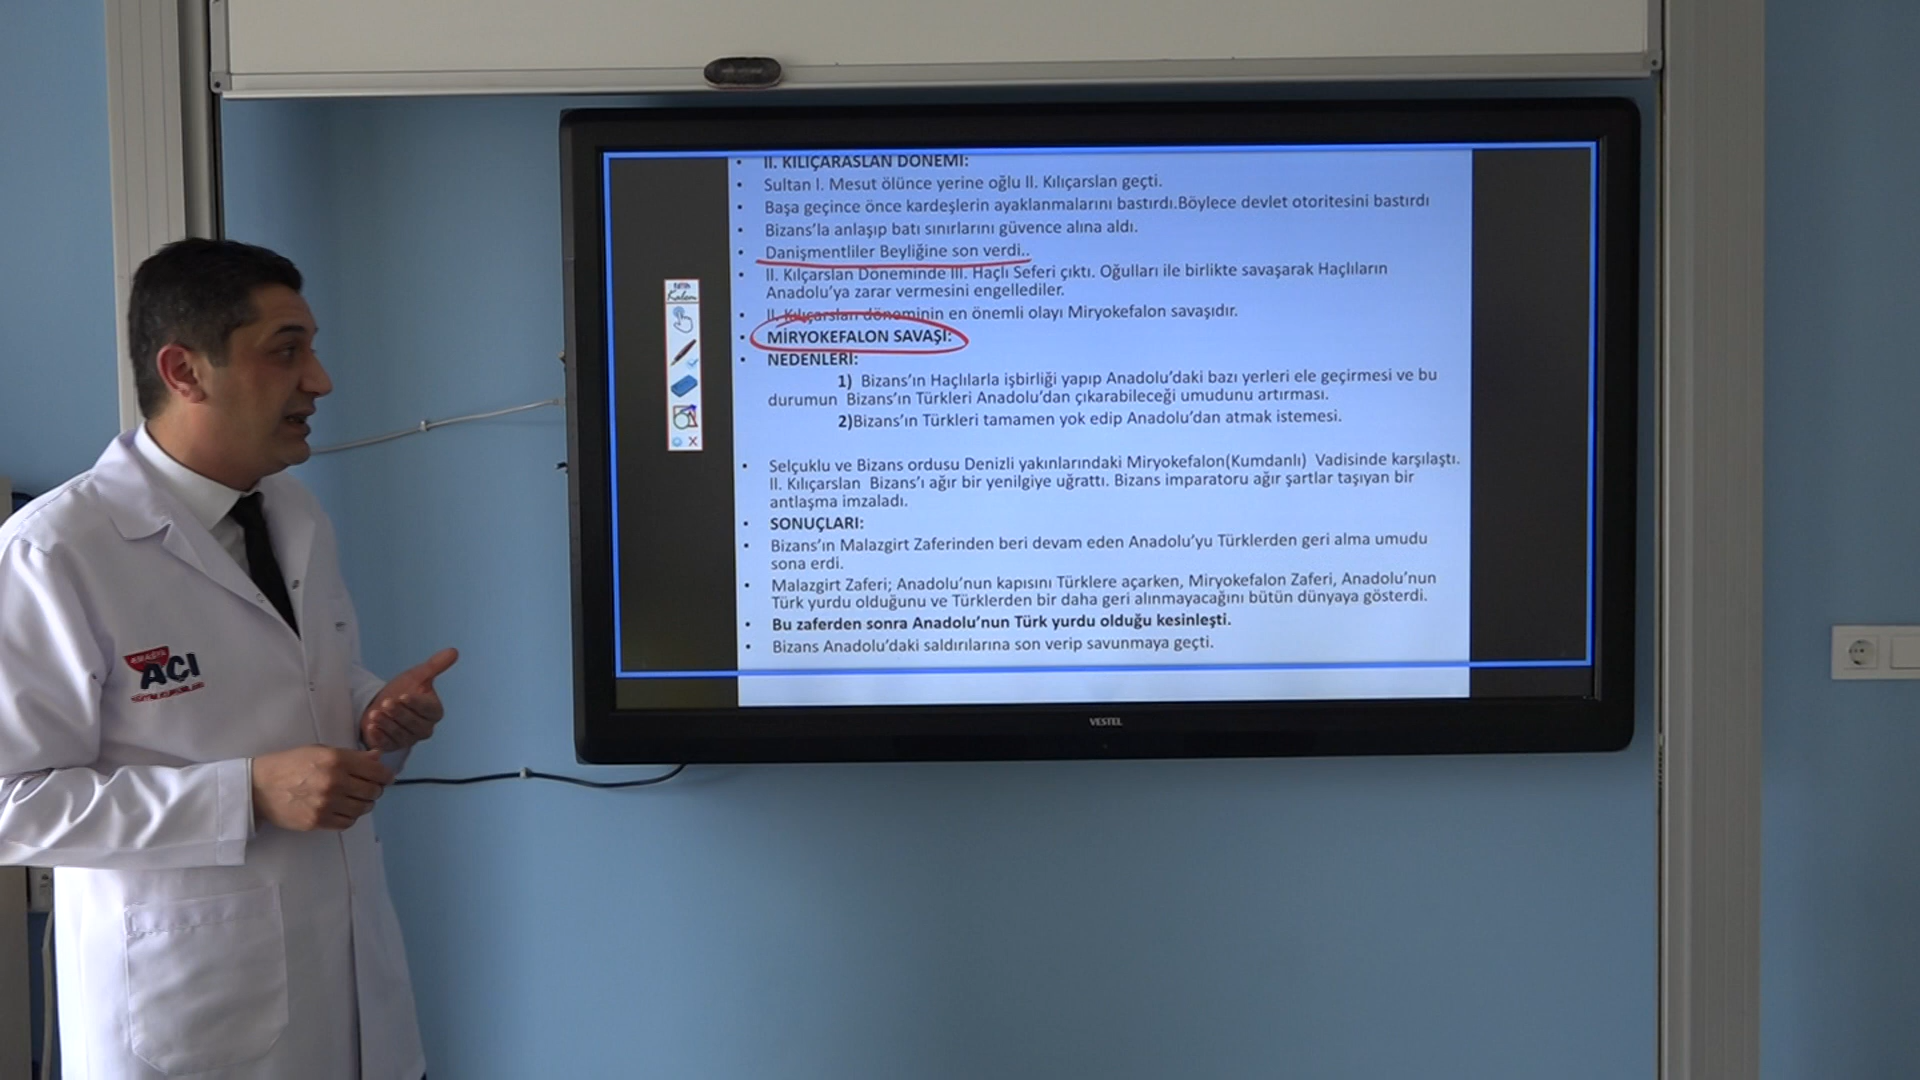 II. KILIÇARASLAN DÖNEMİ:
Sultan I. Mesut ölünce yerine oğlu II. Kılıçarslan geçti.
Başa geçince önce kardeşlerin ayaklanmalarını bastırdı.Böylece devlet otoritesini bastırdı
Bizans'la anlaşıp batı sınırlarını güvence alına aldı.
Danişmentliler Beyliğine son verdi..
II. Kılçarslan Döneminde III. Haçlı Seferi çıktı. Oğulları ile birlikte savaşarak Haçlıların
Anadolu'ya zarar vermesini engellediler.
II. Kılıçarslan döneminin en önemli olayı Miryokefalon savaşıdır.
MİRYOKEFALON SAVAŞI:
NEDENLERİ:
1) Bizans'ın Haçlılarla işbirliği yapıp Anadolu'daki bazı yerleri ele geçirmesi ve bu
durumun Bizans'ın Türkleri Anadolu'dan çıkarabileceği umudunu artırması.
2)Bizans'ın Türkleri tamamen yok edip Anadolu'dan atmak istemesi.
Selçuklu ve Bizans ordusu Denizli yakınlarındaki Miryokefalon(Kumdanlı) Vadisinde karşılaştı.
II. Kılıçarslan Bizans'ı ağır bir yenilgiye uğrattı. Bizans imparatoru ağır şartlar taşıyan bir
antlaşma imzaladı.
SONUÇLARI:
Bizans'ın Malazgirt Zaferinden beri devam eden Anadolu'yu Türklerden geri alma umudu
sona erdi.
Malazgirt Zaferi; Anadolu'nun kapısını Türklere açarken, Miryokefalon Zaferi, Anadolu'nun
Türk yurdu olduğunu ve Türklerden bir daha geri alınmayacağını bütün dünyaya gösterdi.
Bu zaferden sonra Anadolu'nun Türk yurdu olduğu kesinleşti.
Bizans Anadolu'daki saldırılarına son verip savunmaya geçti.
Kalem
VESTEL
AÇI